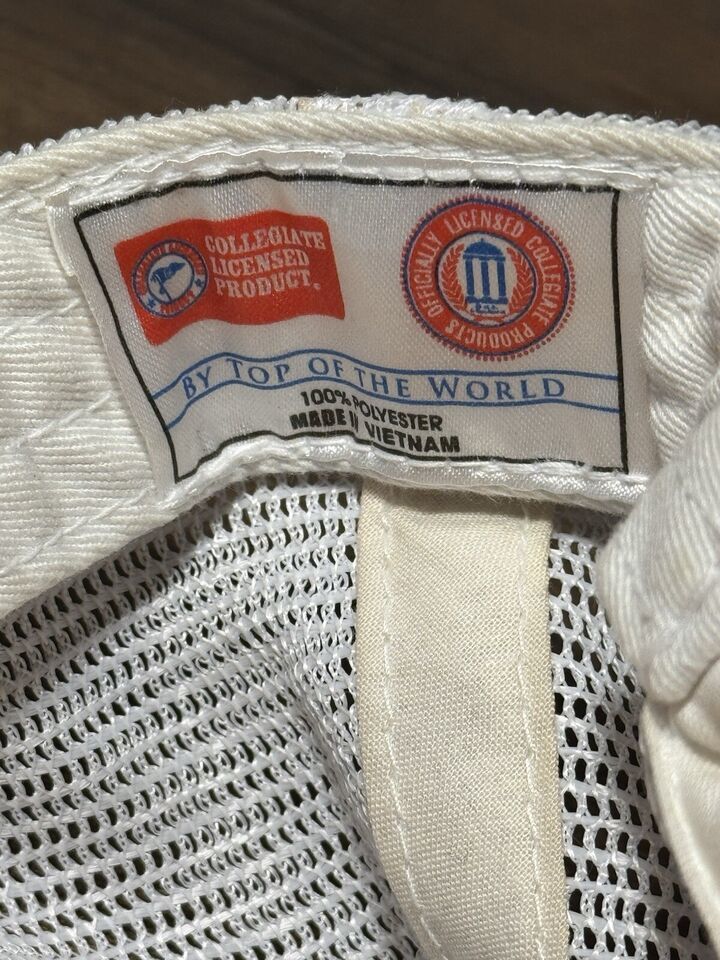 COLLEGIATE
LICENSED
PRODUCT®
OFFICIALLY LICENSED COLLEGIATE PRODUCTS
BY TOP OF THE WORLD
100% POLYESTER
MADE IN VIETNAM